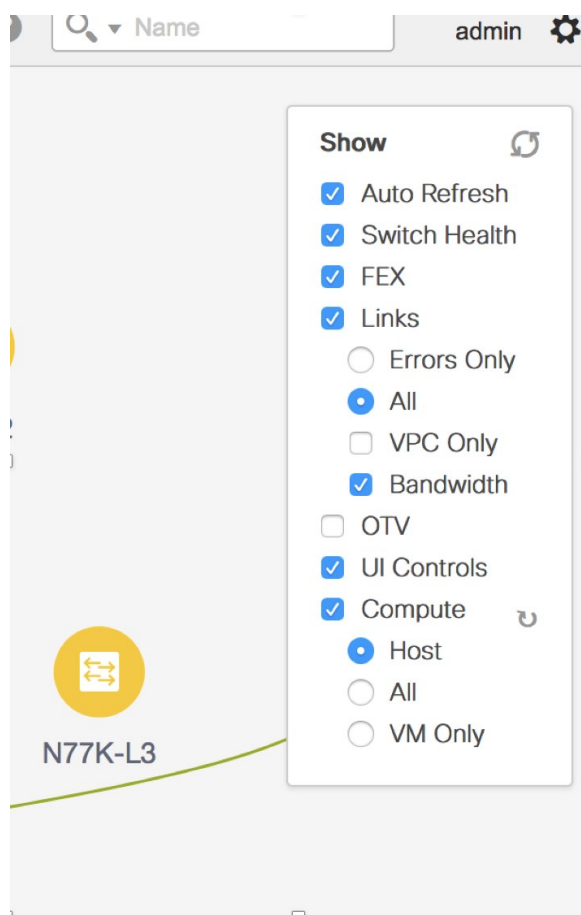 Name
admin
Show
Auto Refresh
Switch Health
FEX
Links
Errors Only
All
VPC Only
Bandwidth
OTV
UI Controls
Compute
Host
All
VM Only
N77K-L3